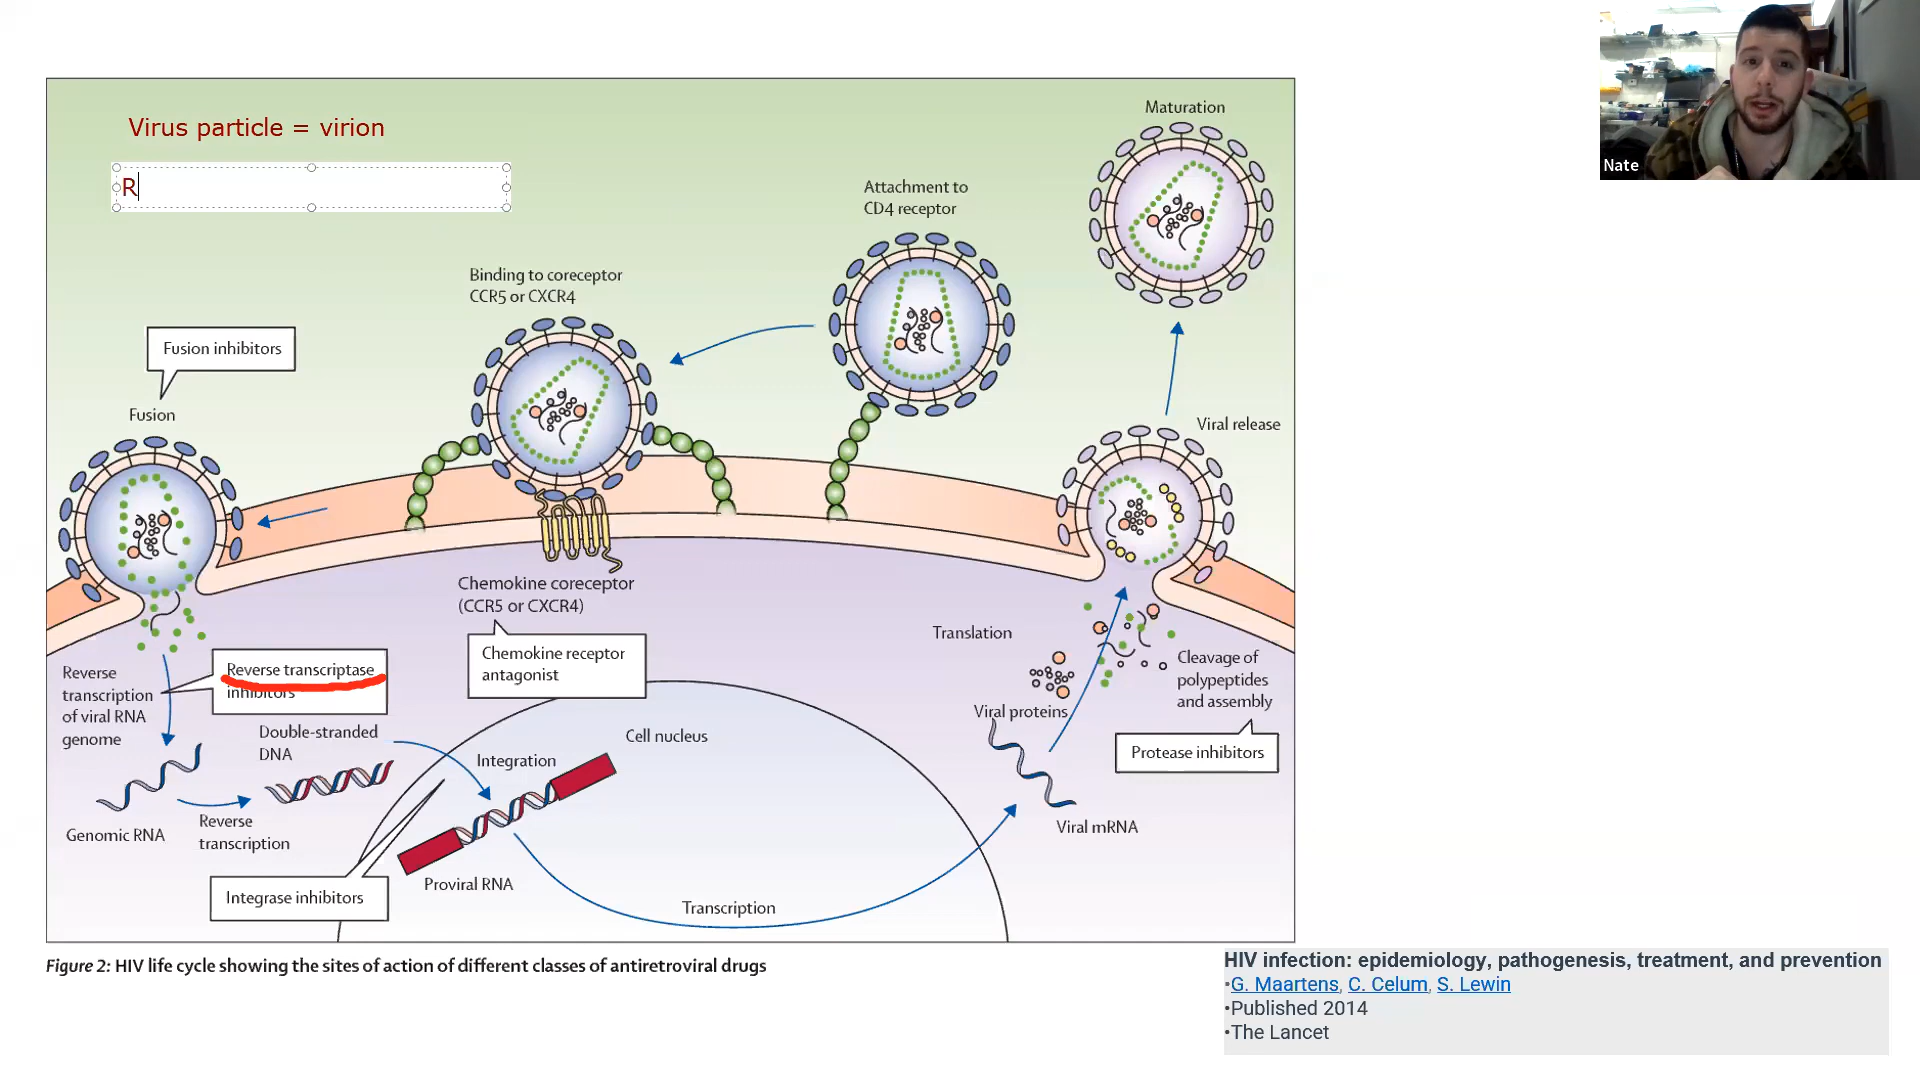 Virus particle = virion
R
Maturation
Attachment to
CD4 receptor
Binding to coreceptor
CCR5 or CXCR4
Fusion inhibitors
Fusion
Viral release
Chemokine coreceptor
(CCR5 or CXCR4)
Chemokine receptor
antagonist
Reverse
transcription
of viral RNA
genome
Reverse transcriptase
inhibitors
Double-stranded
DNA
Genomic RNA
Reverse
transcription
Integrase inhibitors
Integration
Cell nucleus
Proviral RNA
Transcription
Translation
Viral proteins
Viral mRNA
Cleavage of
polypeptides
and assembly
Protease inhibitors
Figure 2: HIV life cycle showing the sites of action of different classes of antiretroviral drugs
HIV infection: epidemiology, pathogenesis, treatment, and prevention
•G. Maartens, C. Celum, S. Lewin
•Published 2014
•The Lancet
Nate